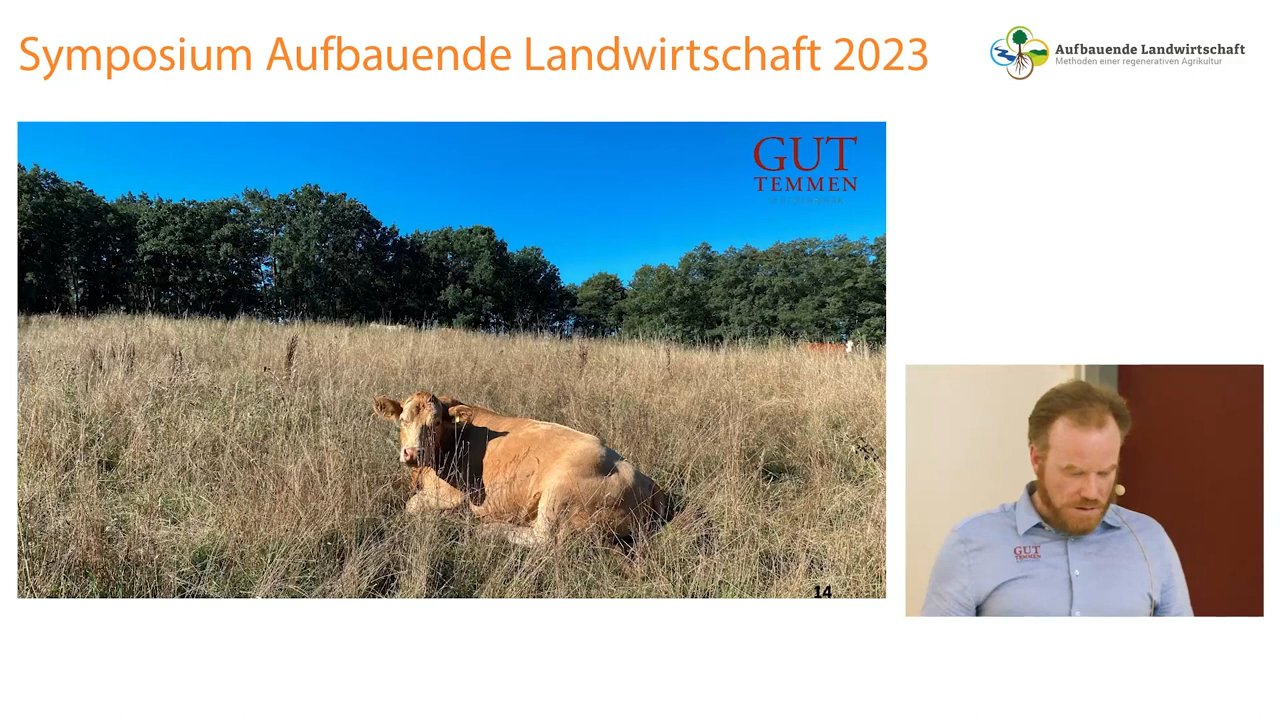 Symposium Aufbauende Landwirtschaft 2023
Aufbauende Landwirtschaft
Methoden einer regenerativen Agrikultur
GUT
TEMMEN
14
GUT
TEMMEN